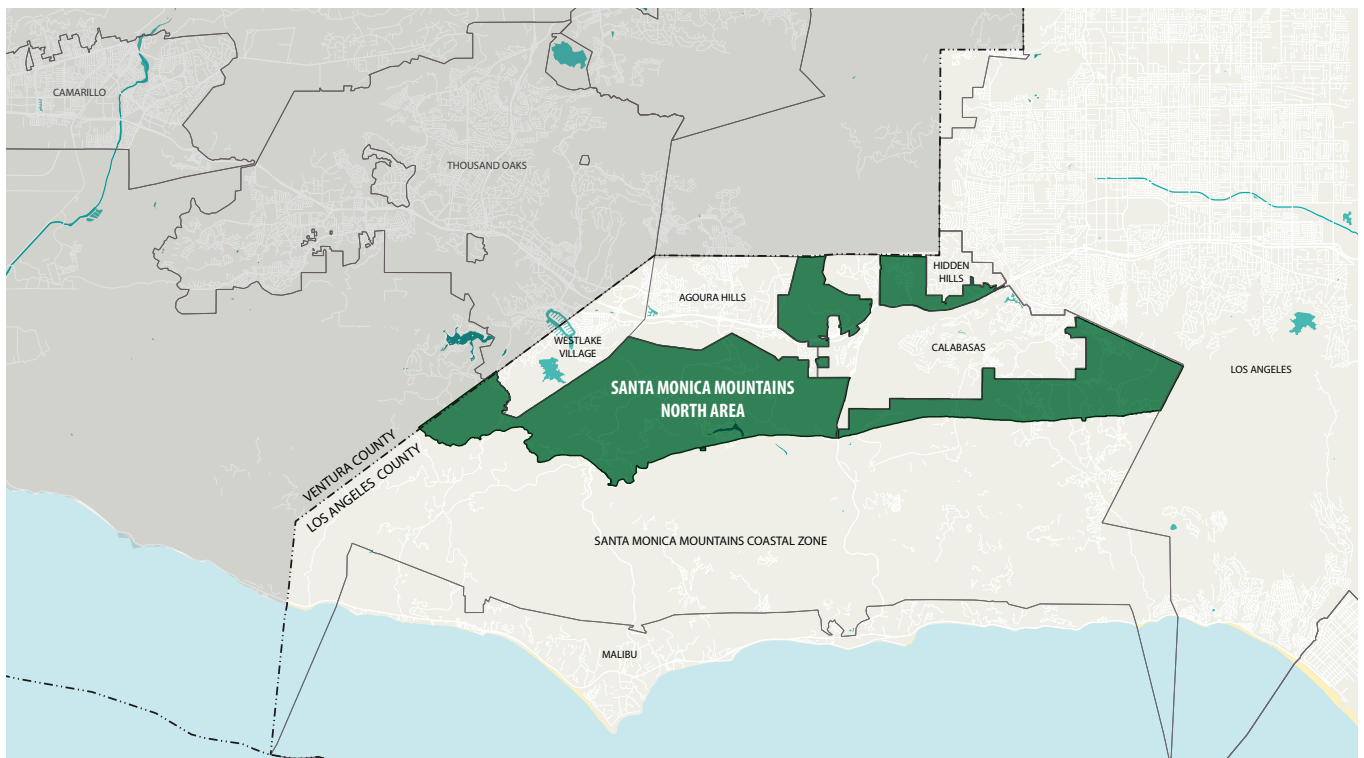 CAMARILLO
THOUSAND OAKS
HIDDEN
HILLS
AGOURA HILLS
WESTLAKE
VILLAGE
CALABASAS
LOS ANGELES
SANTA MONICA MOUNTAINS
NORTH AREA
VENTURA COUNTY
LOS ANGELES COUNTY
SANTA MONICA MOUNTAINS COASTAL ZONE
MALIBU